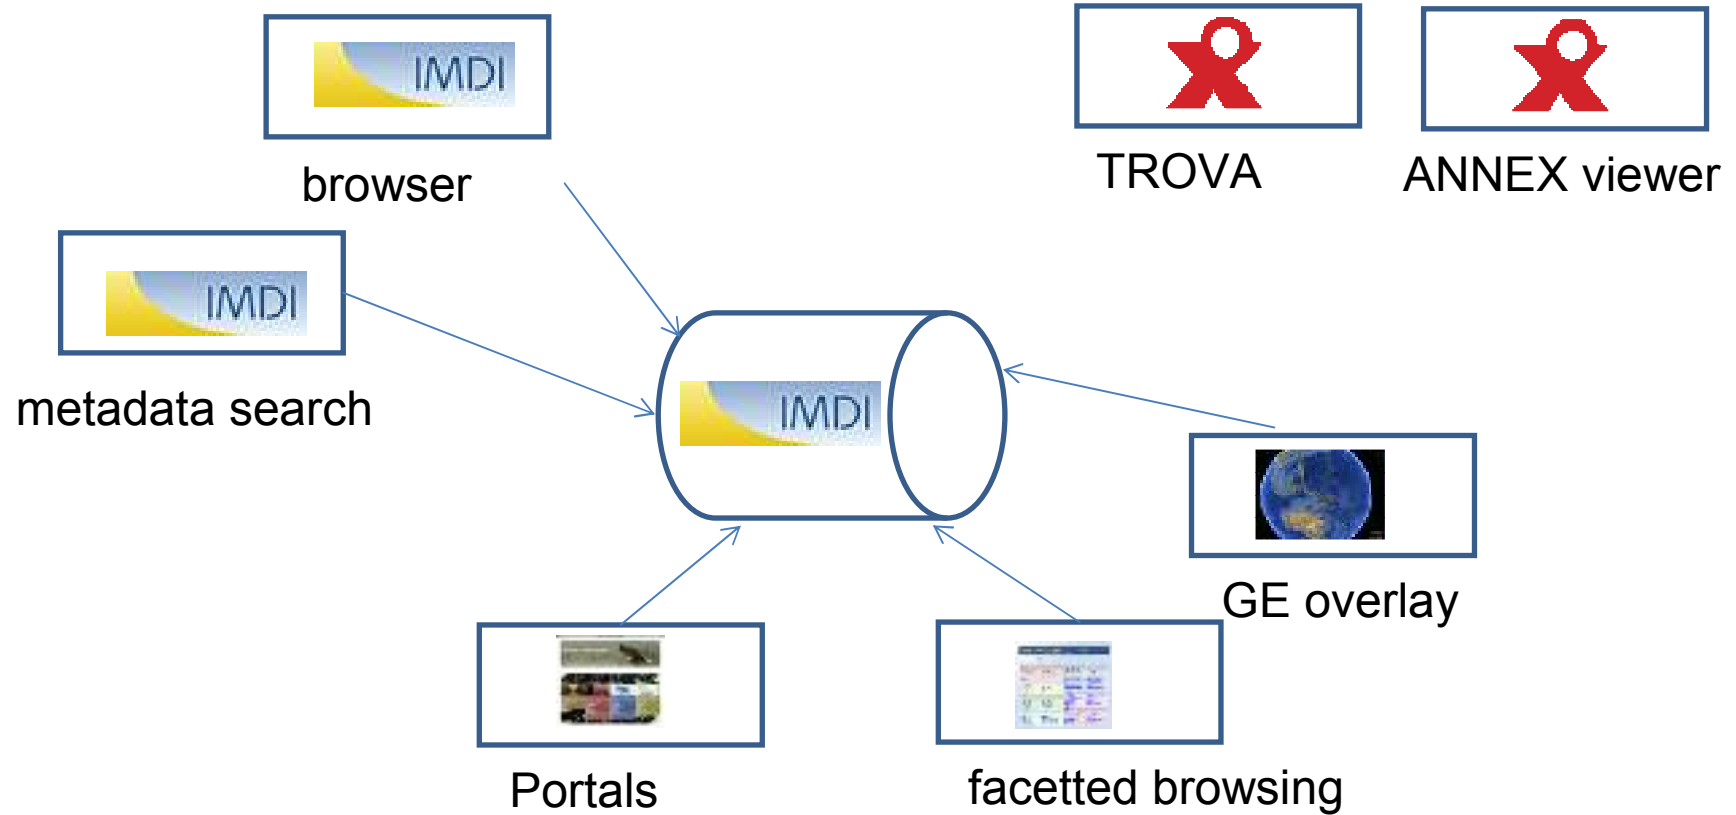 IMDI
browser
TROVA
ANNEX viewer
IMDI
metadata search
IMDI
GE overlay
Portals
facetted browsing